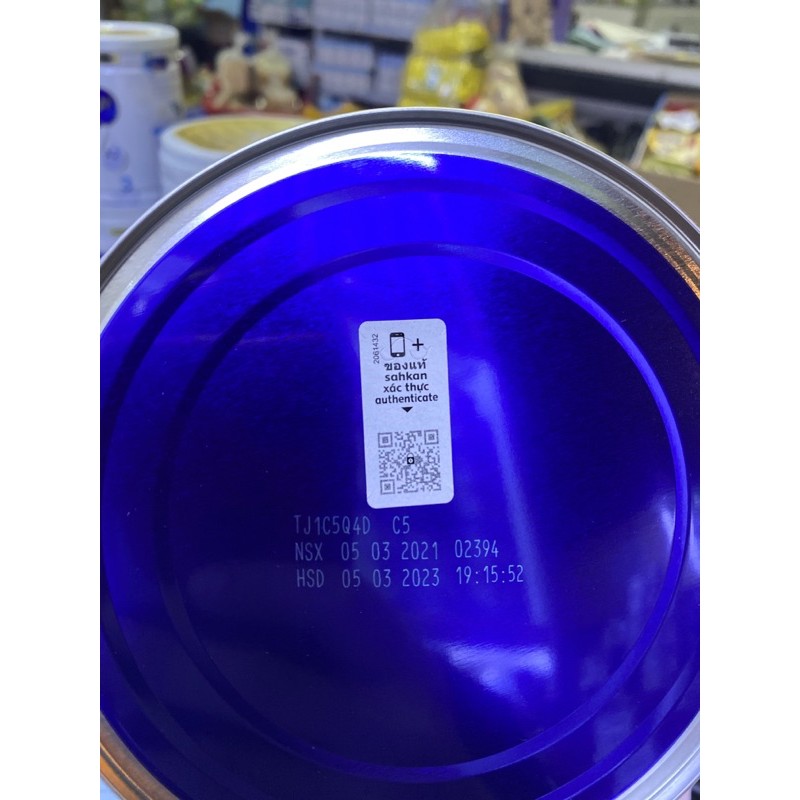 2061432
+
ของแท้
sahkan
xác thực
authenticate
TJ1C5Q4D C5
NSX 05 03 2021 02394
HSD 05 03 2023 19:15:52